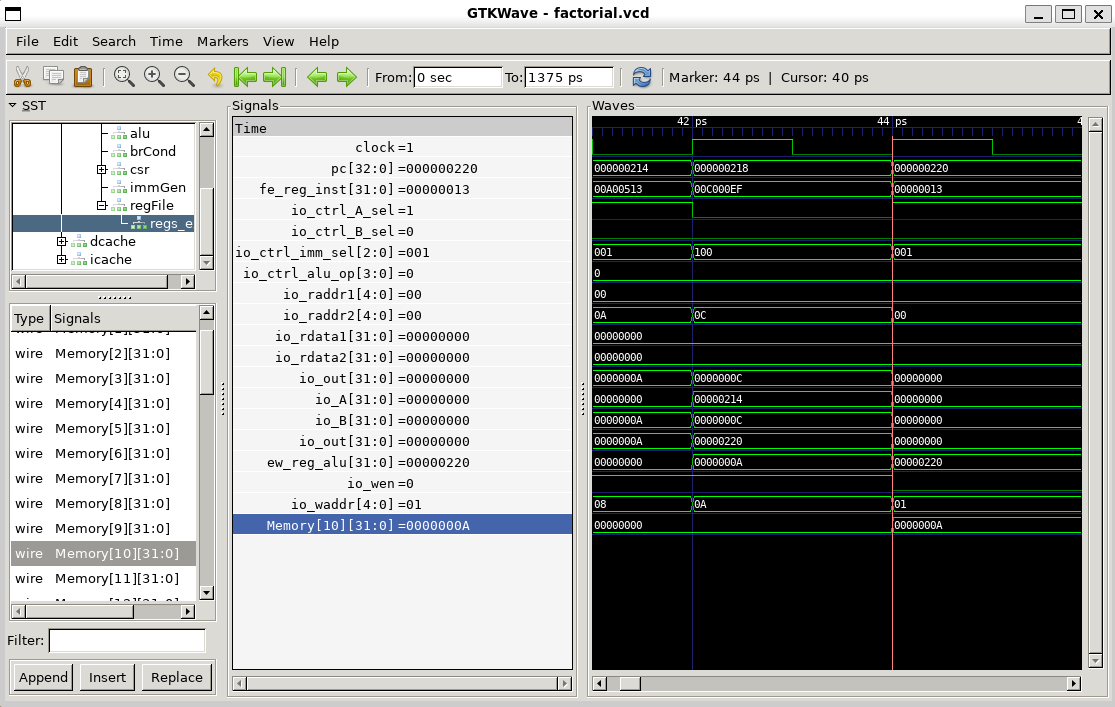 GTKWave - factorial.vcd
File Edit Search Time Markers View Help
From: 0 sec To: 1375 ps Marker: 44 ps | Cursor: 40 ps
SST
alu
brCond
csr
immGen
regFile
regs_e
dcache
icache
Type Signals
wire Memory[2][31:0]
wire Memory[3][31:0]
wire Memory[4][31:0]
wire Memory[5][31:0]
wire Memory[6][31:0]
wire Memory[7][31:0]
wire Memory[8][31:0]
wire Memory[9][31:0]
wire Memory[10][31:0]
wire Memory[11][31:0]
Filter:
Append Insert Replace
Signals
Time
clock=1
pc[32:0]=000000220
fe_reg_inst[31:0]=00000013
io_ctrl_A_sel=1
io_ctrl_B_sel=0
io_ctrl_imm_sel[2:0]=001
io_ctrl_alu_op[3:0]=0
io_raddr1[4:0]=00
io_raddr2[4:0]=00
io_rdata1[31:0]=00000000
io_rdata2[31:0]=00000000
io_out[31:0]=00000000
io_A[31:0]=00000000
io_B[31:0]=00000000
io_out[31:0]=00000000
ew_reg_alu[31:0]=00000220
io_wen=0
io_waddr[4:0]=01
Memory[10][31:0]=0000000A
Waves
42 ps 44 ps 4
000000214 000000218 000000220
00A00513 00C000EF 00000013
001 100 001
0
00
0A 0C 00
00000000
00000000
0000000A 0000000C 00000000
00000000 00000214 00000000
0000000A 0000000C 00000000
0000000A 00000220 00000000
00000000 0000000A 00000220
08 0A 01
00000000 0000000A